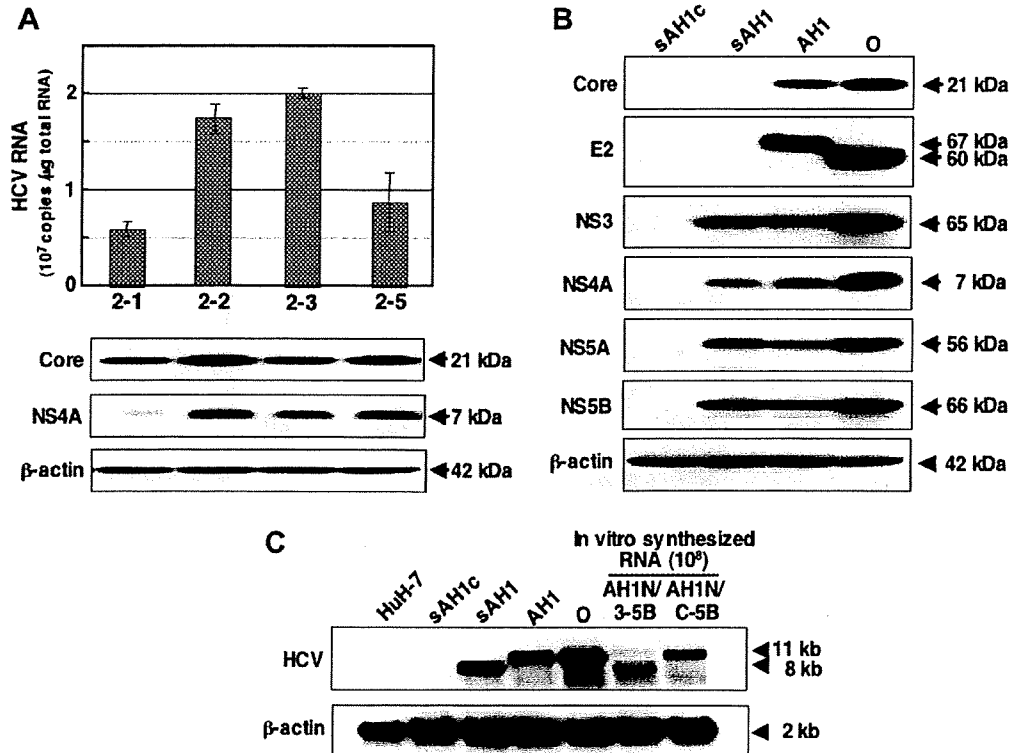 A
HCV RNA
(10⁷ copies /μg total RNA)
2
1
0
2-1 2-2 2-3 2-5
Core 21 kDa
NS4A 7 kDa
β-actin 42 kDa
B
sAH1c sAH1 AH1 O
Core 21 kDa
E2 67 kDa
60 kDa
NS3 65 kDa
NS4A 7 kDa
NS5A 56 kDa
NS5B 66 kDa
β-actin 42 kDa
C
In vitro synthesized
RNA (10⁸)
HuH-7 sAH1c sAH1 AH1 O AH1N/ AH1N/
3-5B C-5B
HCV 11 kb
8 kb
β-actin 2 kb